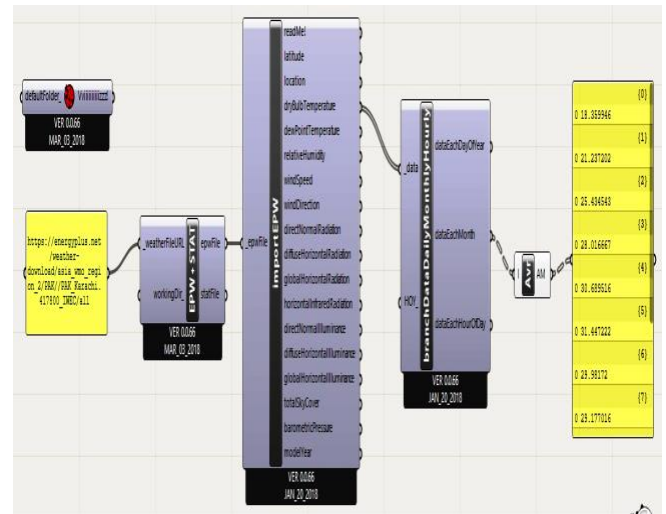 defaultFolder_
VER 0.0.66
MAR_03_2018
https://energyplus.net
/weather-
download/asia_wmo_regi
on_2/PAK//PAK_Karachi.
417800_IWEC/all
_weatherFileURL
workingDir_
EPW + STAT
epwFile
statFile
VER 0.0.66
MAR_03_2018
_epwFile
importEPW
readMe!
latitude
location
dryBulbTemperature
dewPointTemperature
relativeHumidity
windSpeed
windDirection
directNormalRadiation
diffuseHorizontalRadiation
globalHorizontalRadiation
horizontalInfraredRadiation
directNormalIlluminance
diffuseHorizontalIlluminance
globalHorizontalIlluminance
totalSkyCover
barometricPressure
modelYear
VER 0.0.66
JAN_20_2018
_data
HOY_
branchDataDailyMonthlyHourly
dataEachDayOfYear
dataEachMonth
dataEachHourOfDay
VER 0.0.66
JAN_20_2018
I
Avr
AM
{0}
0 18.359946
{1}
0 21.237202
{2}
0 25.434543
{3}
0 28.016667
{4}
0 30.689516
{5}
0 31.447222
{6}
0 29.98172
{7}
0 29.177016